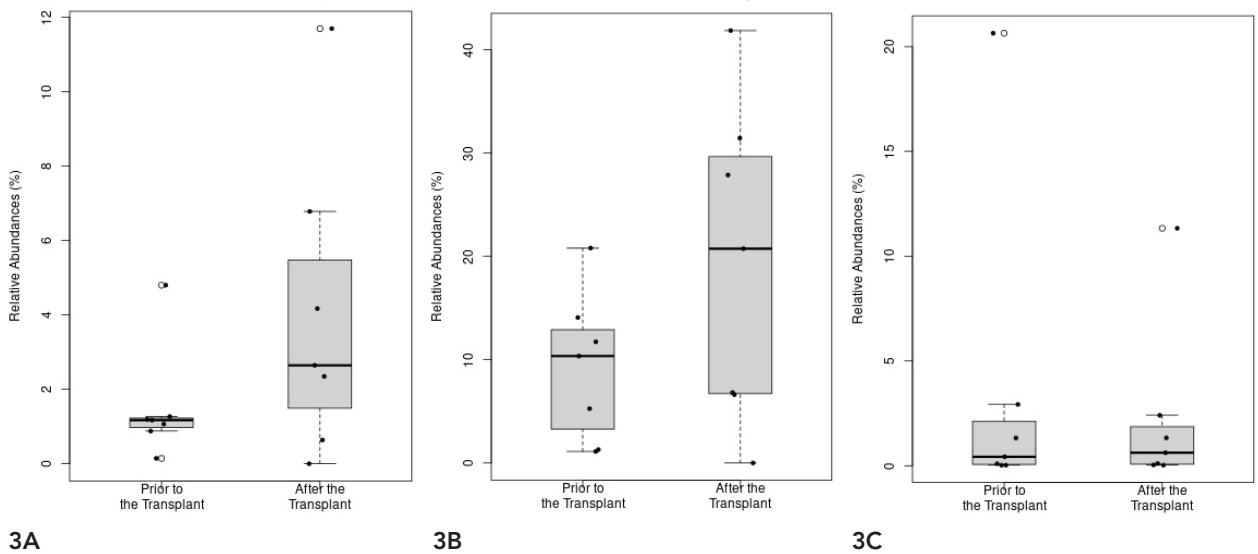 Relative Abundances (%)
12
10
8
6
4
2
0
Prior to
the Transplant
After the
Transplant
3A
Relative Abundances (%)
40
30
20
10
0
Prior to
the Transplant
After the
Transplant
3B
Relative Abundances (%)
20
15
10
5
0
Prior to
the Transplant
After the
Transplant
3C